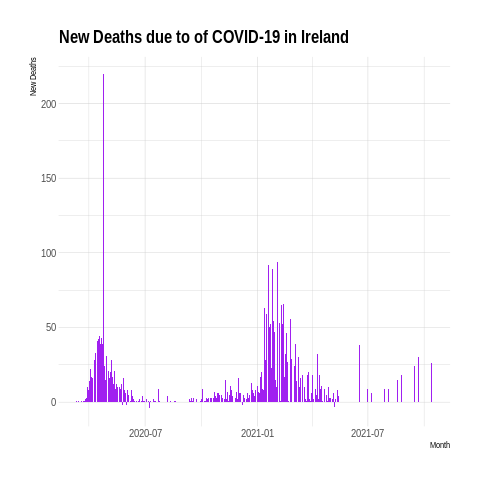 New Deaths due to of COVID-19 in Ireland
New Deaths
200
150
100
50
0
2020-07
2021-01
2021-07
Month